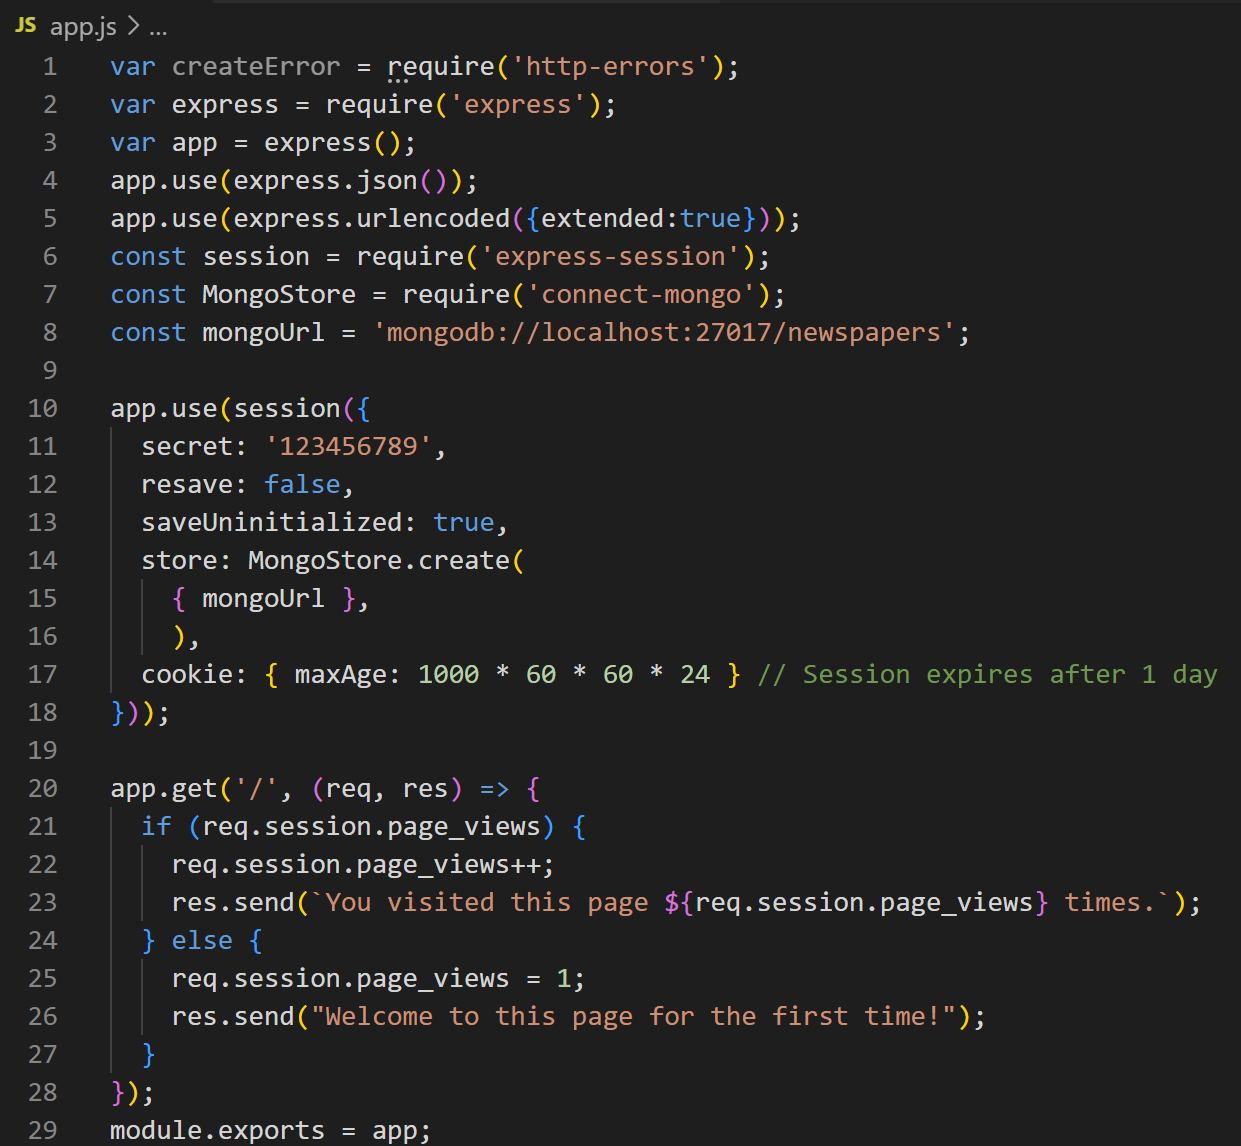 JS app.js > ...
1 var createError = require('http-errors');
2 var express = require('express');
3 var app = express();
4 app.use(express.json());
5 app.use(express.urlencoded({extended:true}));
6 const session = require('express-session');
7 const MongoStore = require('connect-mongo');
8 const mongoUrl = 'mongodb://localhost:27017/newspapers';
9
10 app.use(session({
11   secret: '123456789',
12   resave: false,
13   saveUninitialized: true,
14   store: MongoStore.create(
15     { mongoUrl },
16     ),
17   cookie: { maxAge: 1000 * 60 * 60 * 24 } // Session expires after 1 day
18 }));
19
20 app.get('/', (req, res) => {
21   if (req.session.page_views) {
22     req.session.page_views++;
23     res.send(`You visited this page ${req.session.page_views} times.`);
24   } else {
25     req.session.page_views = 1;
26     res.send("Welcome to this page for the first time!");
27   }
28 });
29 module.exports = app;